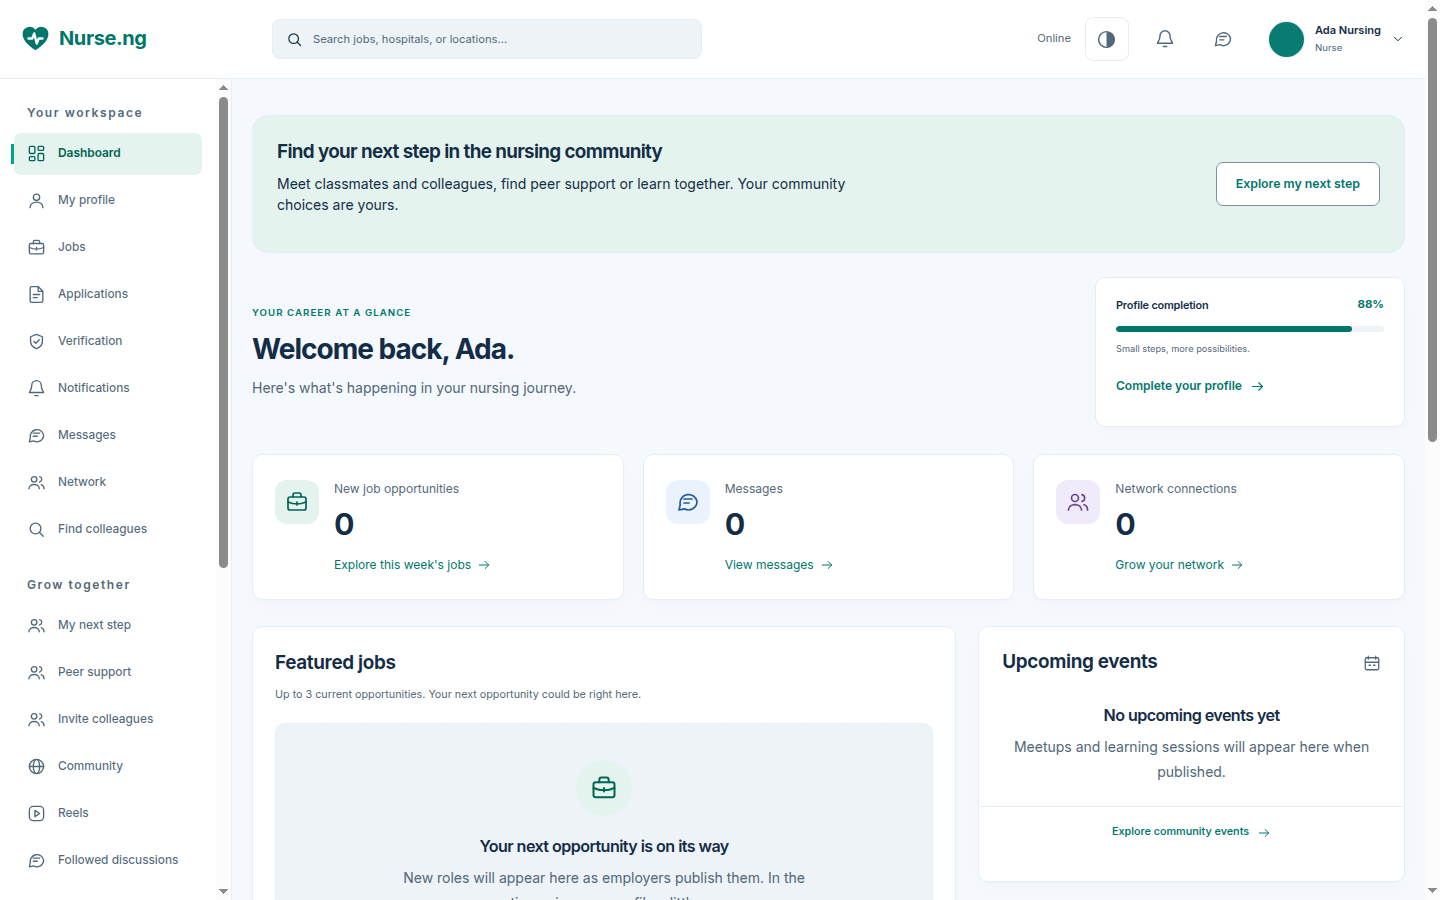 Nurse.ng
Search jobs, hospitals, or locations...
Online
Ada Nursing
Nurse
Your workspace
Dashboard
My profile
Jobs
Applications
Verification
Notifications
Messages
Network
Find colleagues
Grow together
My next step
Peer support
Invite colleagues
Community
Reels
Followed discussions
Find your next step in the nursing community
Meet classmates and colleagues, find peer support or learn together. Your community
choices are yours.
Explore my next step
YOUR CAREER AT A GLANCE
Welcome back, Ada.
Here's what's happening in your nursing journey.
Profile completion
88%
Small steps, more possibilities.
Complete your profile
New job opportunities
0
Explore this week's jobs
Messages
0
View messages
Network connections
0
Grow your network
Featured jobs
Up to 3 current opportunities. Your next opportunity could be right here.
Your next opportunity is on its way
New roles will appear here as employers publish them. In the
Upcoming events
No upcoming events yet
Meetups and learning sessions will appear here when
published.
Explore community events